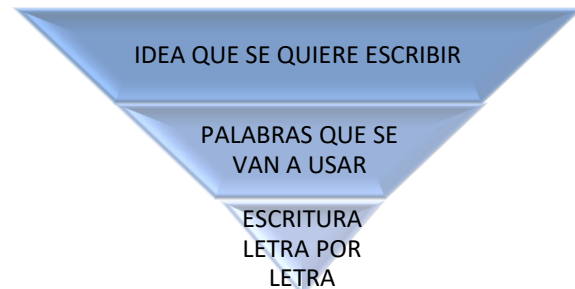 IDEA QUE SE QUIERE ESCRIBIR
PALABRAS QUE SE
VAN A USAR
ESCRITURA
LETRA POR
LETRA